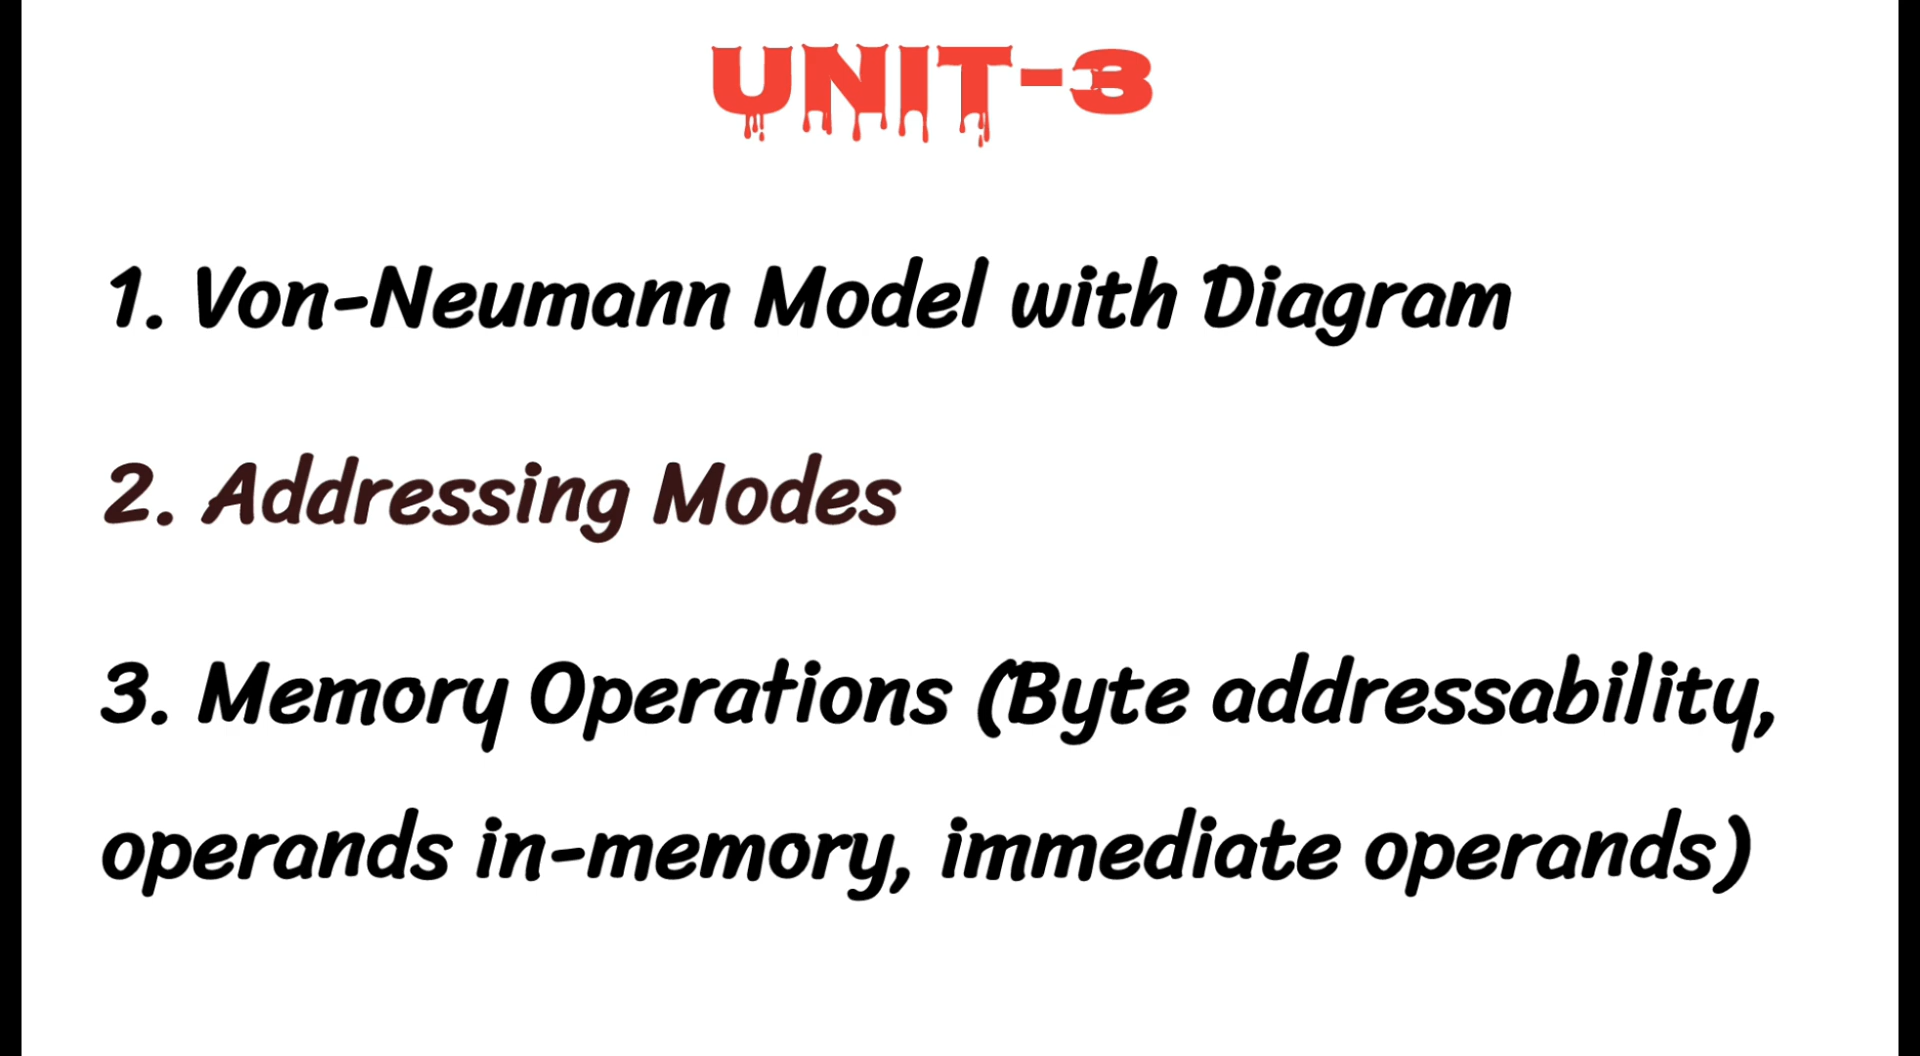 UNIT-3
1. Von-Neumann Model with Diagram
2. Addressing Modes
3. Memory Operations (Byte addressability,
operands in-memory, immediate operands)